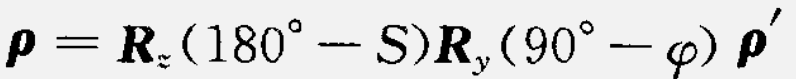 ρ = R_z(180° − S)R_y(90° − φ) ρ′